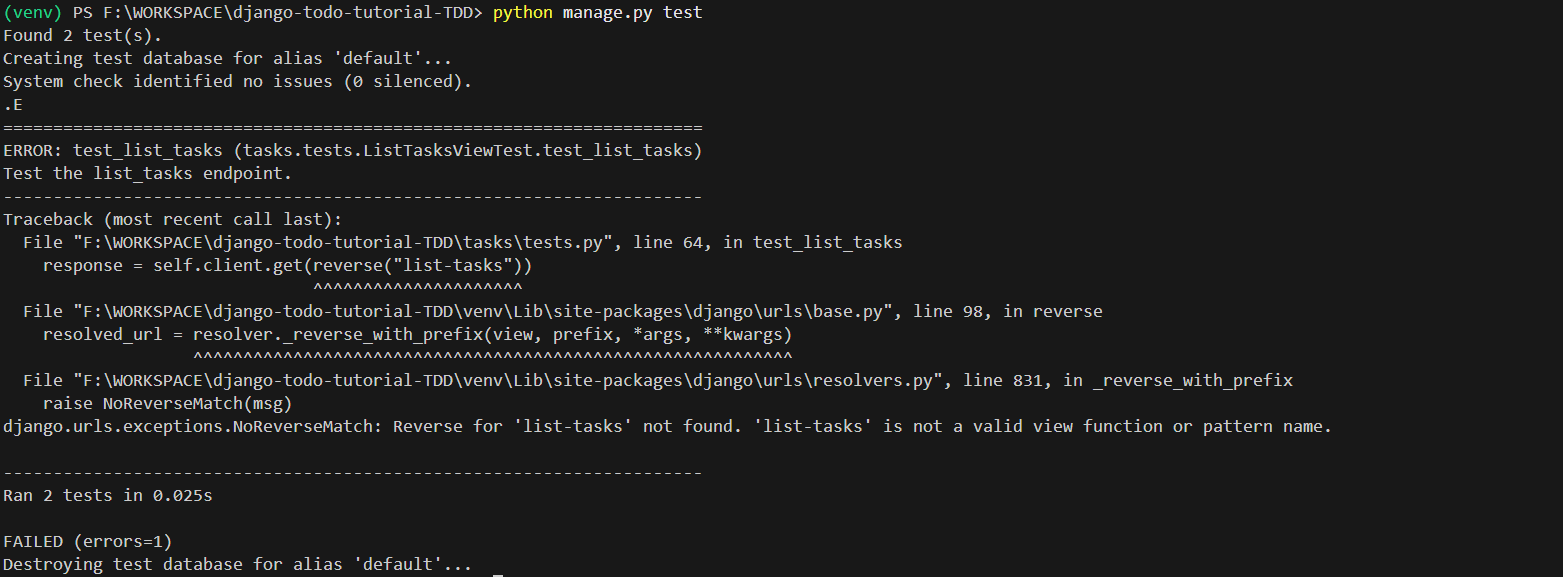 (venv) PS F:\WORKSPACE\django-todo-tutorial-TDD> python manage.py test
Found 2 test(s).
Creating test database for alias 'default'...
System check identified no issues (0 silenced).
.E
======================================================================
ERROR: test_list_tasks (tasks.tests.ListTasksViewTest.test_list_tasks)
Test the list_tasks endpoint.
----------------------------------------------------------------------
Traceback (most recent call last):
  File "F:\WORKSPACE\django-todo-tutorial-TDD\tasks\tests.py", line 64, in test_list_tasks
    response = self.client.get(reverse("list-tasks"))
                               ^^^^^^^^^^^^^^^^^^^^^
  File "F:\WORKSPACE\django-todo-tutorial-TDD\venv\Lib\site-packages\django\urls\base.py", line 98, in reverse
    resolved_url = resolver._reverse_with_prefix(view, prefix, *args, **kwargs)
                   ^^^^^^^^^^^^^^^^^^^^^^^^^^^^^^^^^^^^^^^^^^^^^^^^^^^^^^^^^^^^
  File "F:\WORKSPACE\django-todo-tutorial-TDD\venv\Lib\site-packages\django\urls\resolvers.py", line 831, in _reverse_with_prefix
    raise NoReverseMatch(msg)
django.urls.exceptions.NoReverseMatch: Reverse for 'list-tasks' not found. 'list-tasks' is not a valid view function or pattern name.
----------------------------------------------------------------------
Ran 2 tests in 0.025s
FAILED (errors=1)
Destroying test database for alias 'default'...